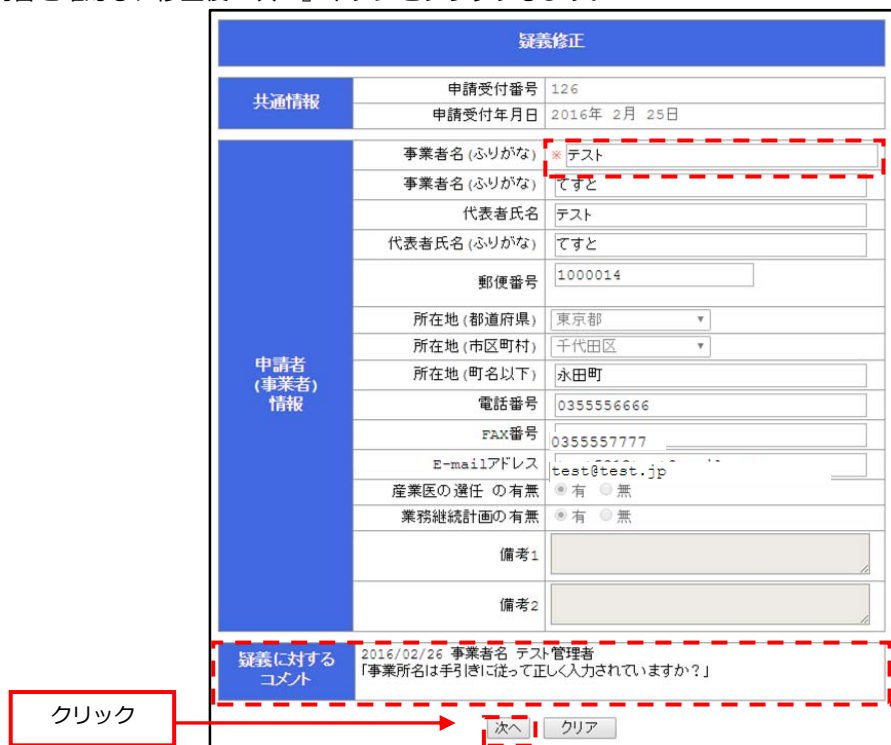 疑義修正
共通情報
申請受付番号 126
申請受付年月日 2016年 2月 25日
申請者
(事業者)
情報
事業者名(ふりがな) ※ テスト
事業者名(ふりがな) てすと
代表者氏名 テスト
代表者氏名(ふりがな) てすと
郵便番号 1000014
所在地(都道府県) 東京都
所在地(市区町村) 千代田区
所在地(町名以下) 永田町
電話番号 0355556666
FAX番号 0355557777
E-mailアドレス test@test.jp
産業医の選任 の有無 有 無
業務継続計画の有無 有 無
備考1
備考2
疑義に対する
コメント
2016/02/26 事業者名 テスト管理者
「事業所名は手引きに従って正しく入力されていますか?」
クリック
次へ クリア